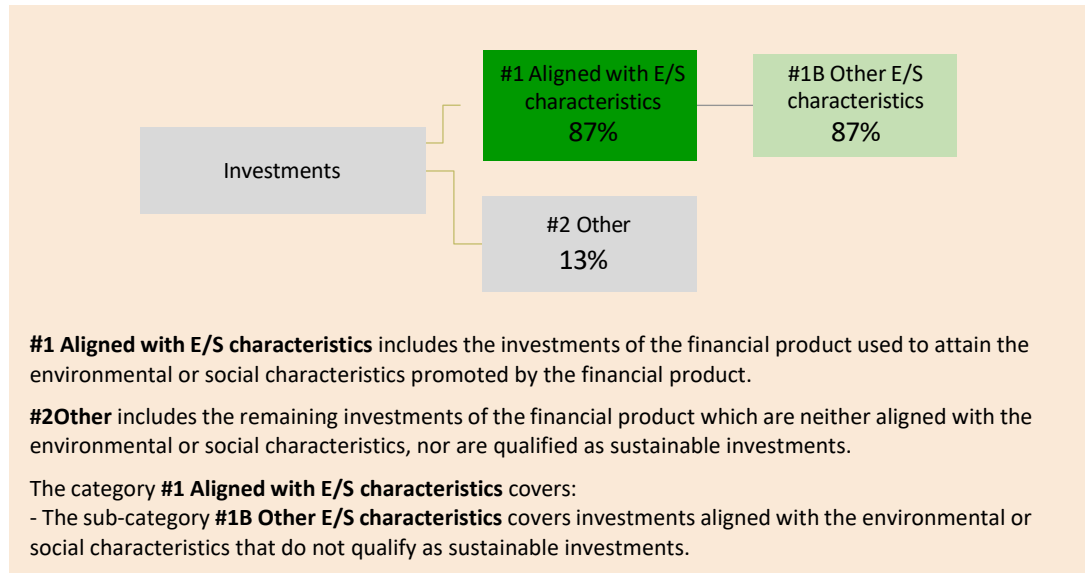 #1 Aligned with E/S
characteristics
87%
#1B Other E/S
characteristics
87%
Investments
#2 Other
13%
#1 Aligned with E/S characteristics includes the investments of the financial product used to attain the
environmental or social characteristics promoted by the financial product.
#2Other includes the remaining investments of the financial product which are neither aligned with the
environmental or social characteristics, nor are qualified as sustainable investments.
The category #1 Aligned with E/S characteristics covers:
- The sub-category #1B Other E/S characteristics covers investments aligned with the environmental or
social characteristics that do not qualify as sustainable investments.